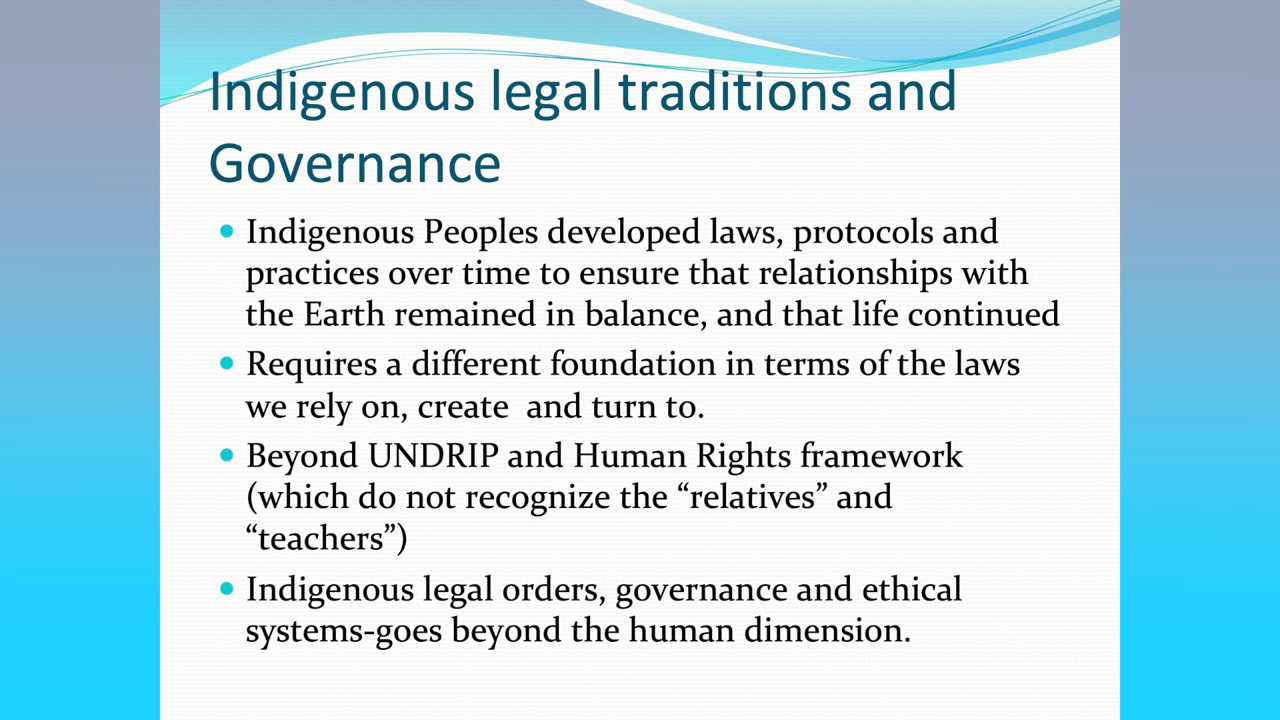 Indigenous legal traditions and
Governance
• Indigenous Peoples developed laws, protocols and
practices over time to ensure that relationships with
the Earth remained in balance, and that life continued
• Requires a different foundation in terms of the laws
we rely on, create  and turn to.
• Beyond UNDRIP and Human Rights framework
(which do not recognize the “relatives” and
“teachers”)
• Indigenous legal orders, governance and ethical
systems-goes beyond the human dimension.